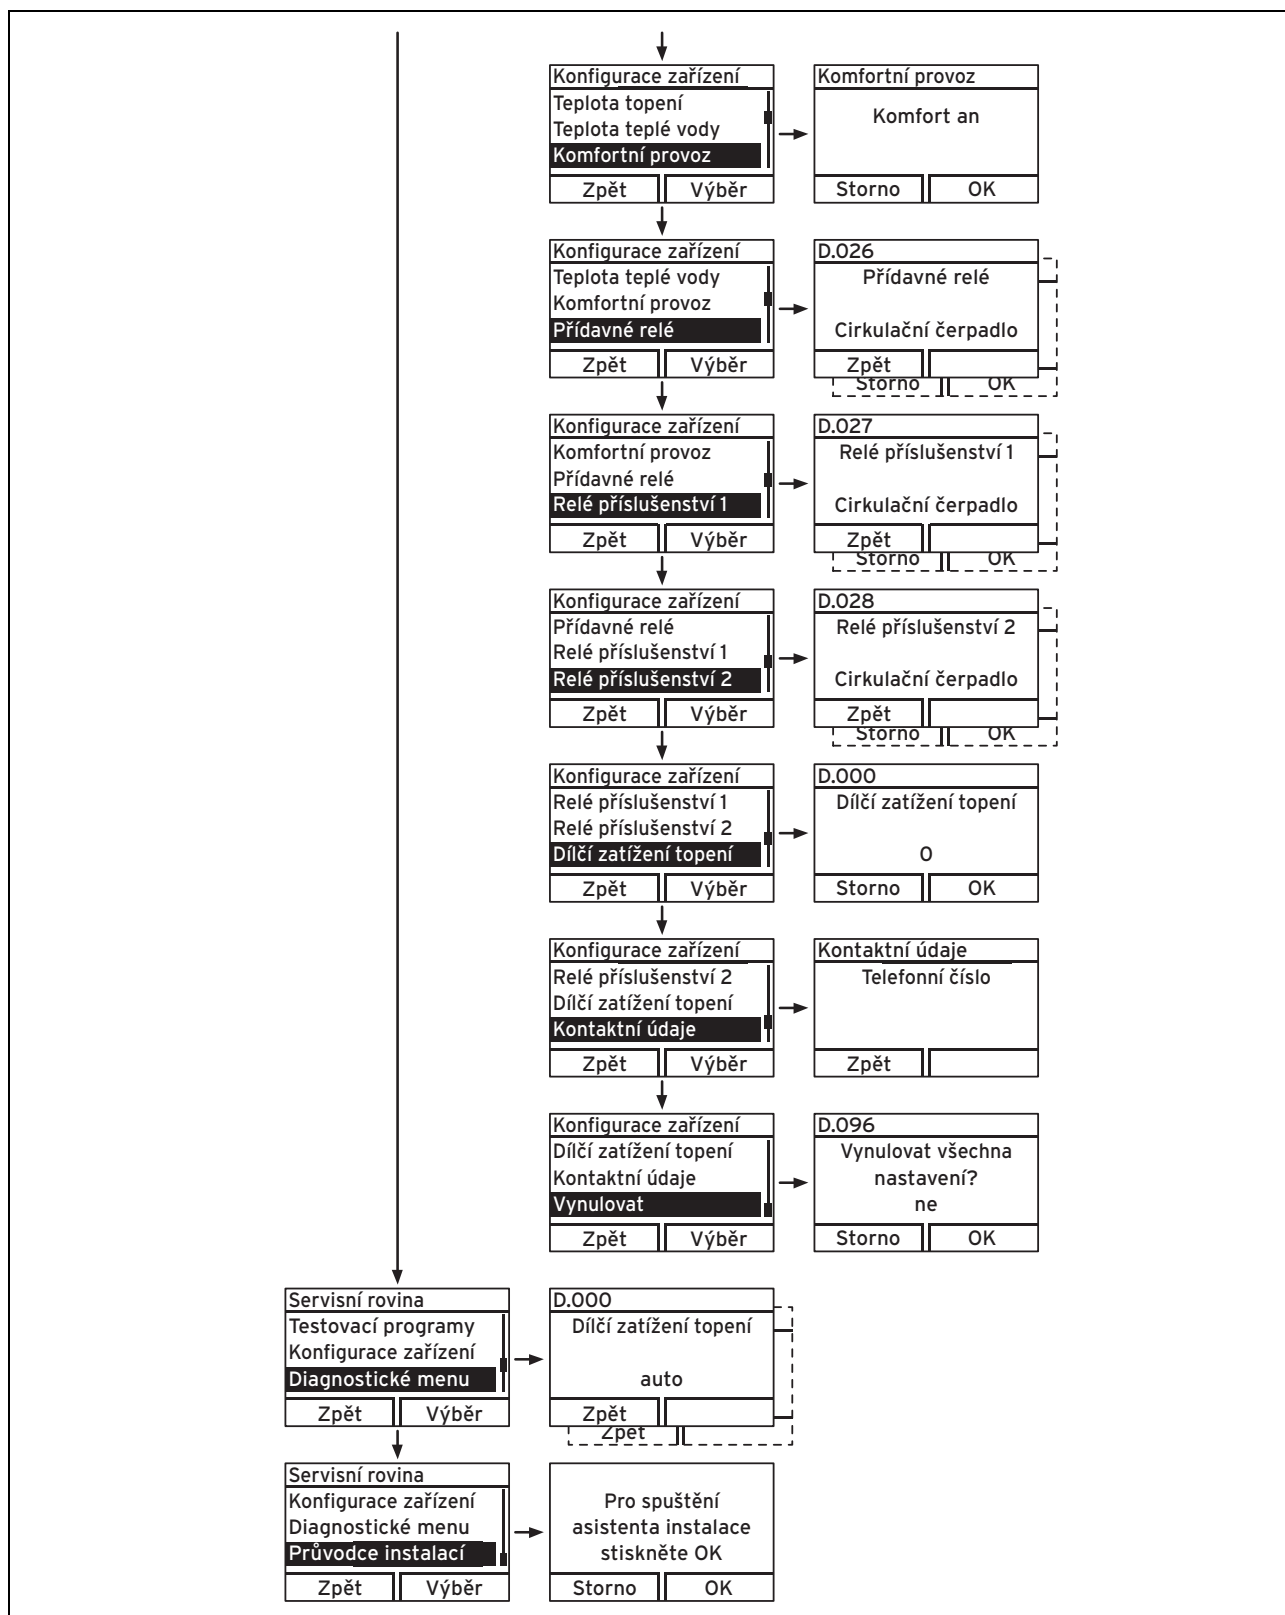 Konfigurace zařízení
Teplota topení
Teplota teplé vody
Komfortní provoz
Zpět Výběr
Komfortní provoz
Komfort an
Storno OK
Konfigurace zařízení
Teplota teplé vody
Komfortní provoz
Přídavné relé
Zpět Výběr
D.026
Přídavné relé
Cirkulační čerpadlo
Zpět
Storno OK
Konfigurace zařízení
Komfortní provoz
Přídavné relé
Relé příslušenství 1
Zpět Výběr
D.027
Relé příslušenství 1
Cirkulační čerpadlo
Zpět
Storno OK
Konfigurace zařízení
Přídavné relé
Relé příslušenství 1
Relé příslušenství 2
Zpět Výběr
D.028
Relé příslušenství 2
Cirkulační čerpadlo
Zpět
Storno OK
Konfigurace zařízení
Relé příslušenství 1
Relé příslušenství 2
Dílčí zatížení topení
Zpět Výběr
D.000
Dílčí zatížení topení
0
Storno OK
Konfigurace zařízení
Relé příslušenství 2
Dílčí zatížení topení
Kontaktní údaje
Zpět Výběr
Kontaktní údaje
Telefonní číslo
Zpět
Konfigurace zařízení
Dílčí zatížení topení
Kontaktní údaje
Vynulovat
Zpět Výběr
D.096
Vynulovat všechna
nastavení?
ne
Storno OK
Servisní rovina
Testovací programy
Konfigurace zařízení
Diagnostické menu
Zpět Výběr
D.000
Dílčí zatížení topení
auto
Zpět
Zpět
Servisní rovina
Konfigurace zařízení
Diagnostické menu
Průvodce instalací
Zpět Výběr
Pro spuštění
asistenta instalace
stiskněte OK
Storno OK